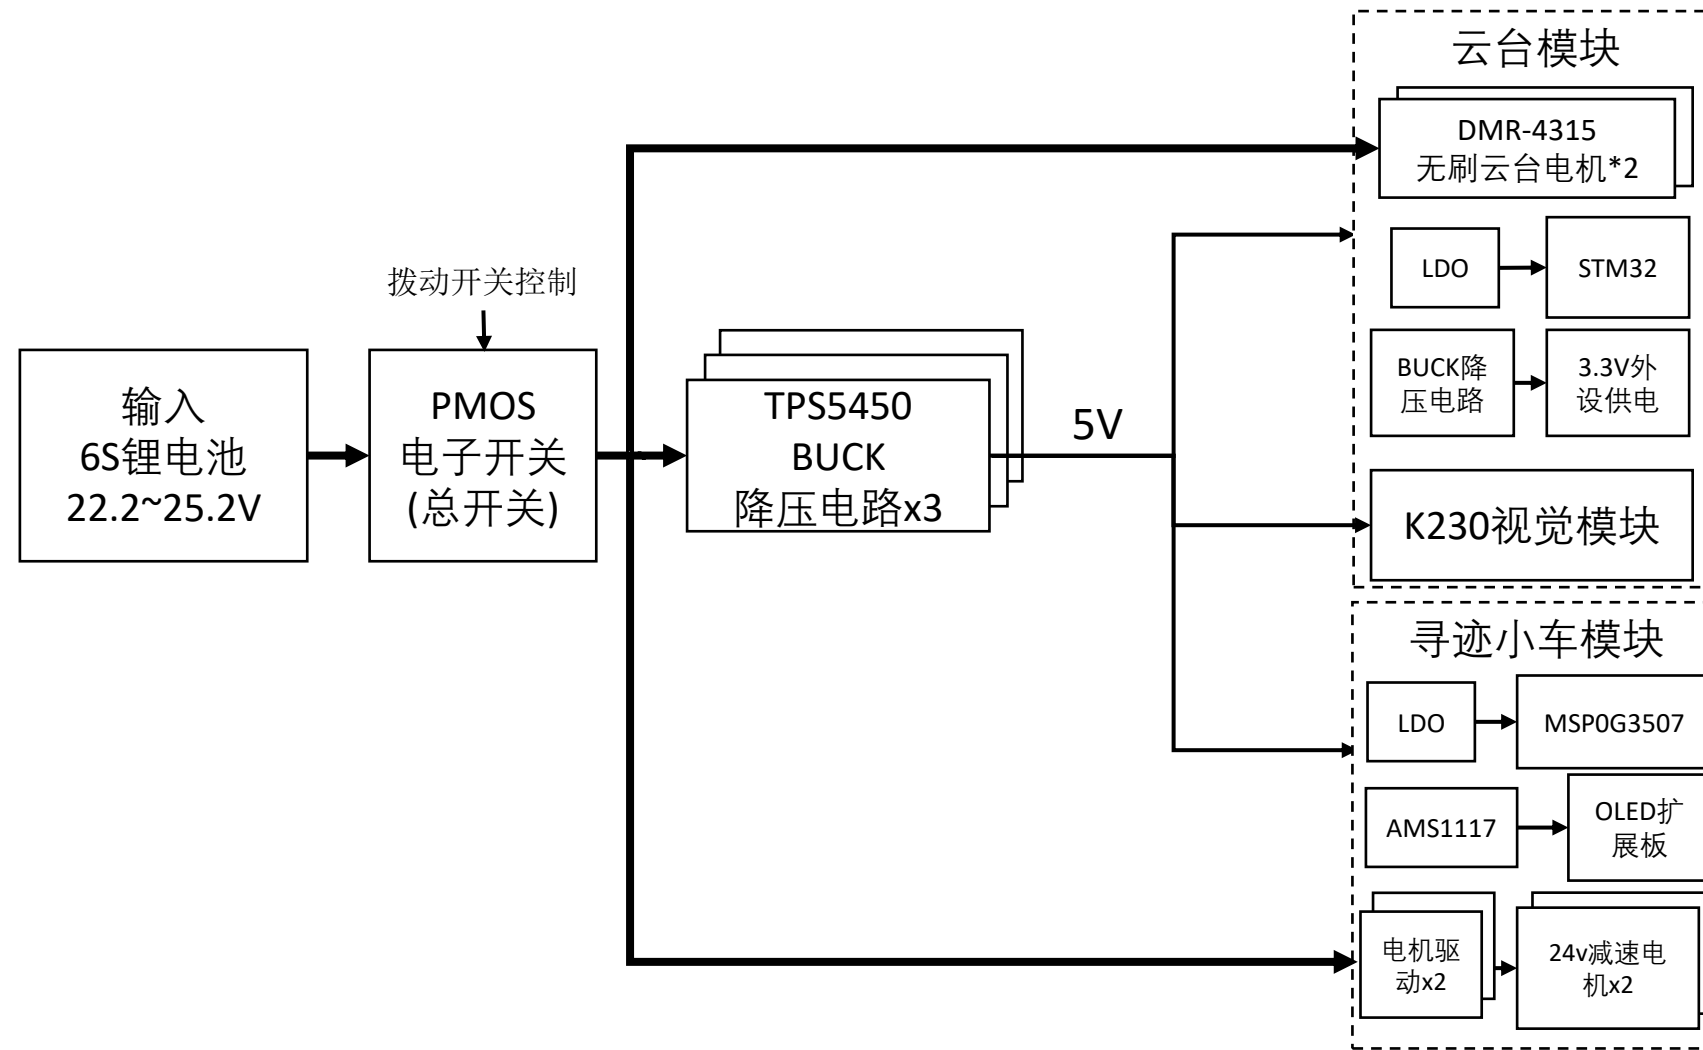 云台模块
DMR-4315
无刷云台电机*2
LDO
STM32
BUCK降
压电路
3.3V外
设供电
K230视觉模块
拨动开关控制
输入
6S锂电池
22.2~25.2V
PMOS
电子开关
(总开关)
TPS5450
BUCK
降压电路x3
5V
寻迹小车模块
LDO
MSP0G3507
AMS1117
OLED扩
展板
电机驱
动x2
24v减速电
机x2